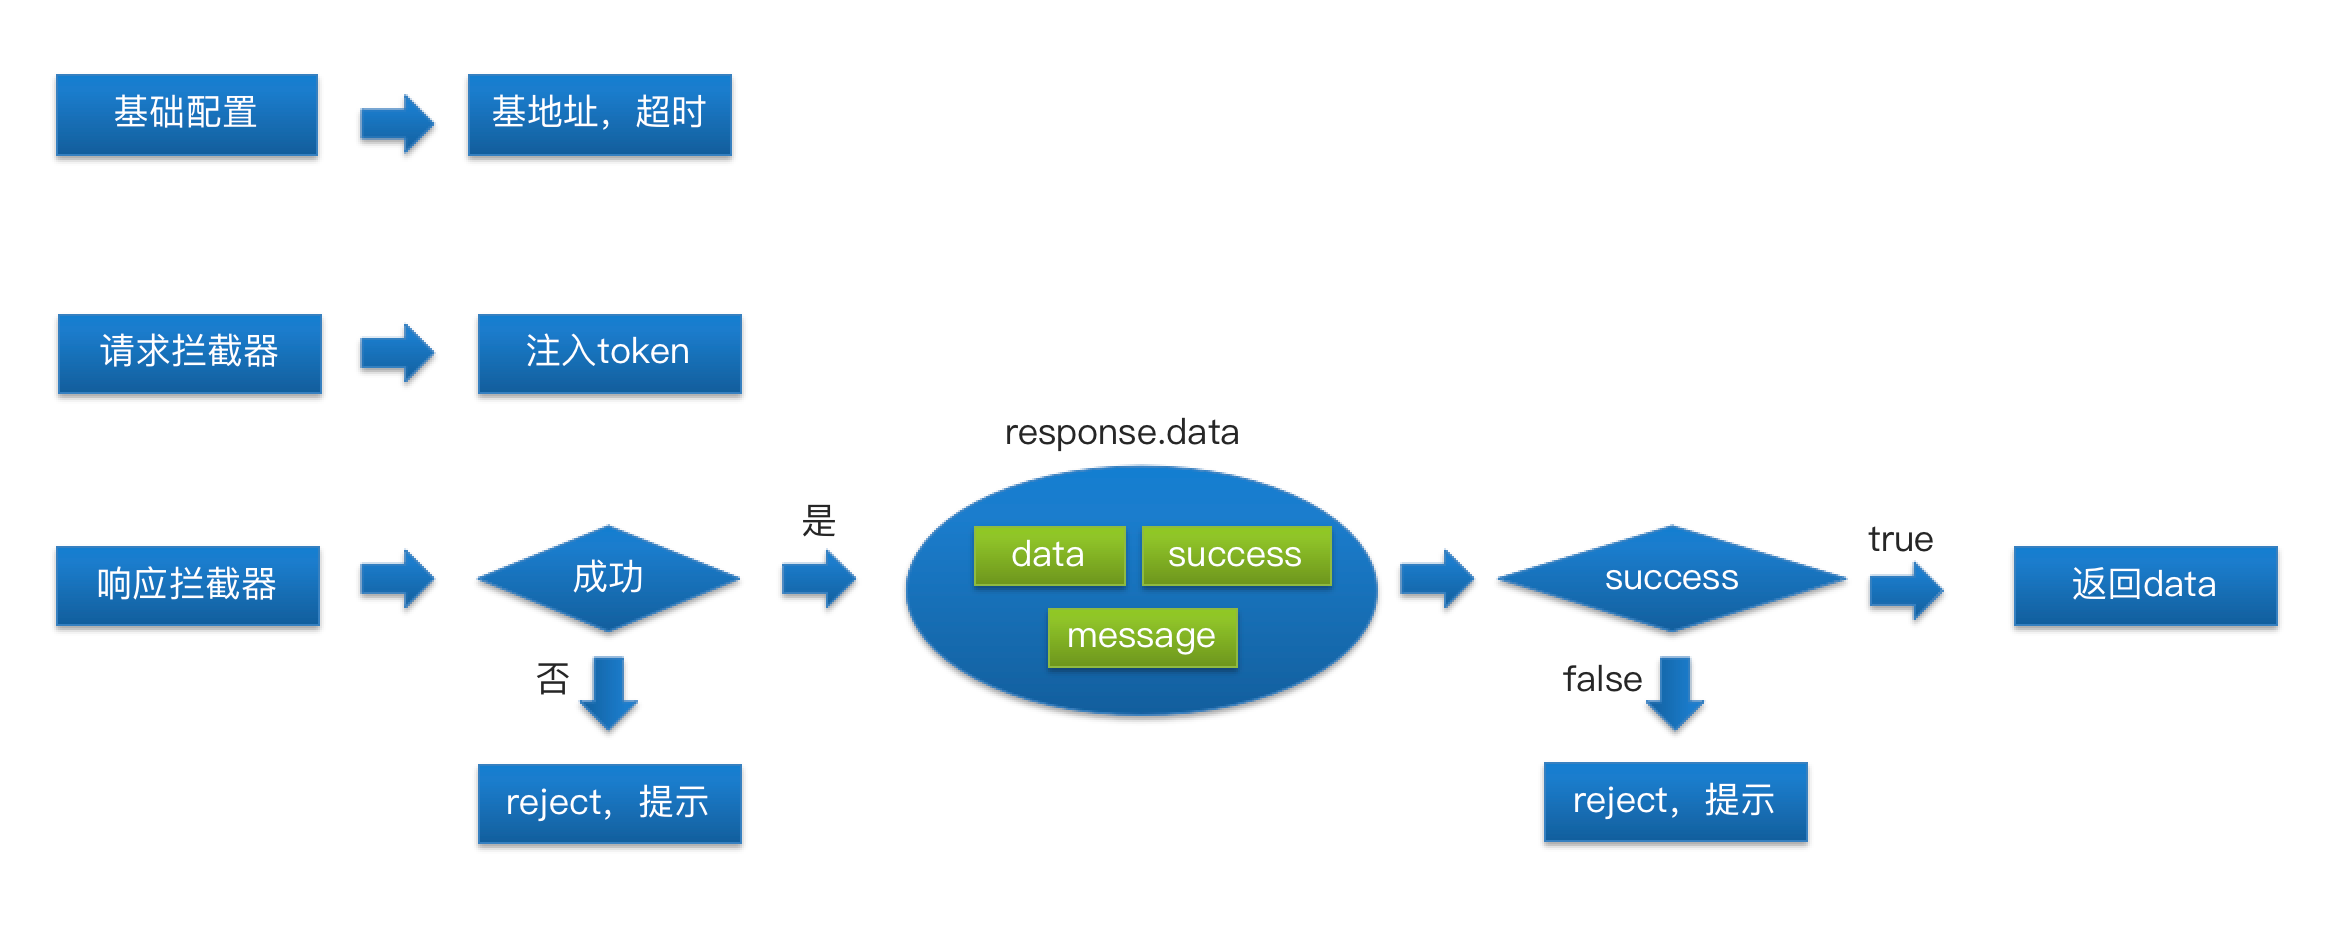 基础配置
基地址，超时
请求拦截器
注入token
response.data
响应拦截器
成功
是
data
success
message
success
true
返回data
否
false
reject，提示
reject，提示